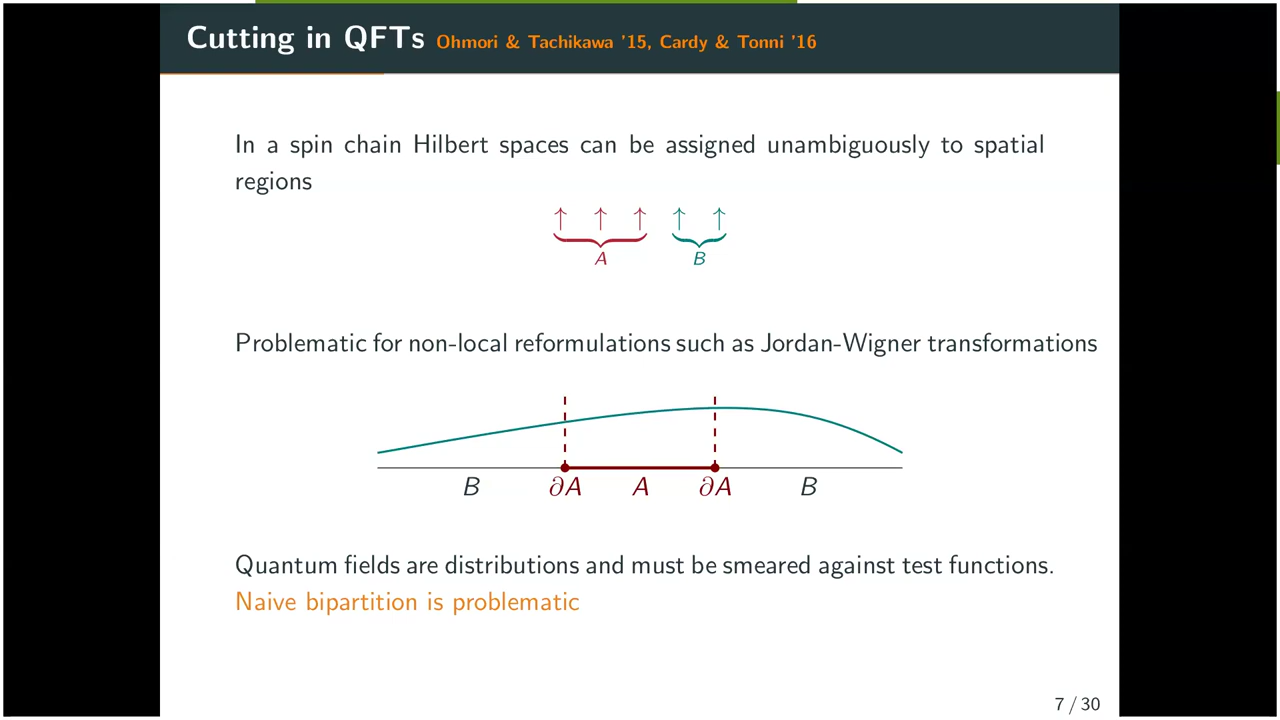 Cutting in QFTs Ohmori & Tachikawa '15, Cardy & Tonni '16
In a spin chain Hilbert spaces can be assigned unambiguously to spatial
regions
↑ ↑ ↑ ↑ ↑
A B
Problematic for non-local reformulations such as Jordan-Wigner transformations
B ∂A A ∂A B
Quantum fields are distributions and must be smeared against test functions.
Naive bipartition is problematic
7 / 30